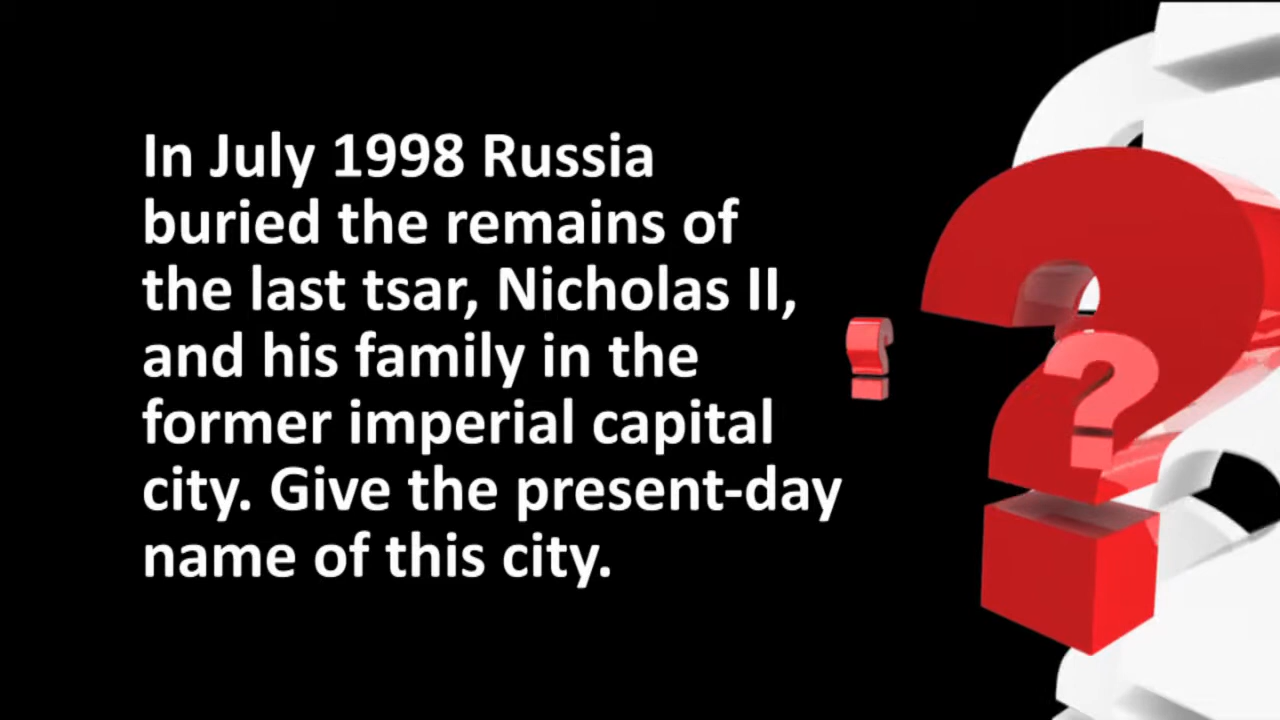 In July 1998 Russia
buried the remains of
the last tsar, Nicholas II,
and his family in the
former imperial capital
city. Give the present-day
name of this city.